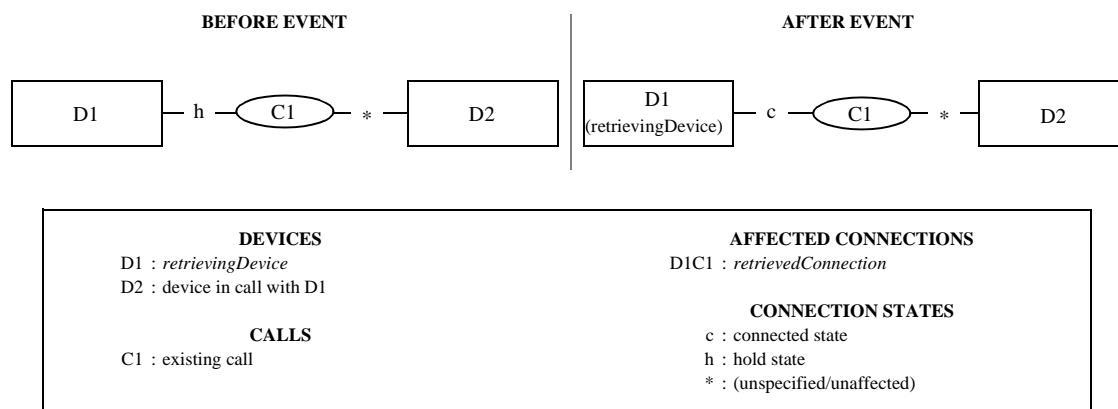 BEFORE EVENT
AFTER EVENT
D1 h C1 * D2
D1
(retrievingDevice)
c C1 * D2
DEVICES
D1 : retrievingDevice
D2 : device in call with D1
CALLS
C1 : existing call
AFFECTED CONNECTIONS
D1C1 : retrievedConnection
CONNECTION STATES
c : connected state
h : hold state
* : (unspecified/unaffected)